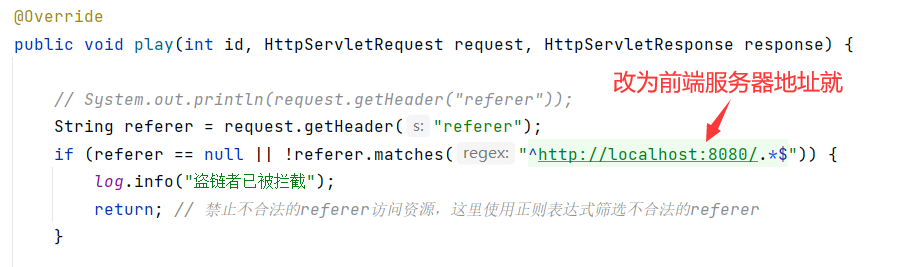 @Override
public void play(int id, HttpServletRequest request, HttpServletResponse response) {
改为前端服务器地址就
// System.out.println(request.getHeader("referer"));
String referer = request.getHeader( s: "referer");
if (referer == null || !referer.matches( regex: "^http://localhost:8080/.*$")) {
log.info("盗链者已被拦截");
return; // 禁止不合法的referer访问资源，这里使用正则表达式筛选不合法的referer
}